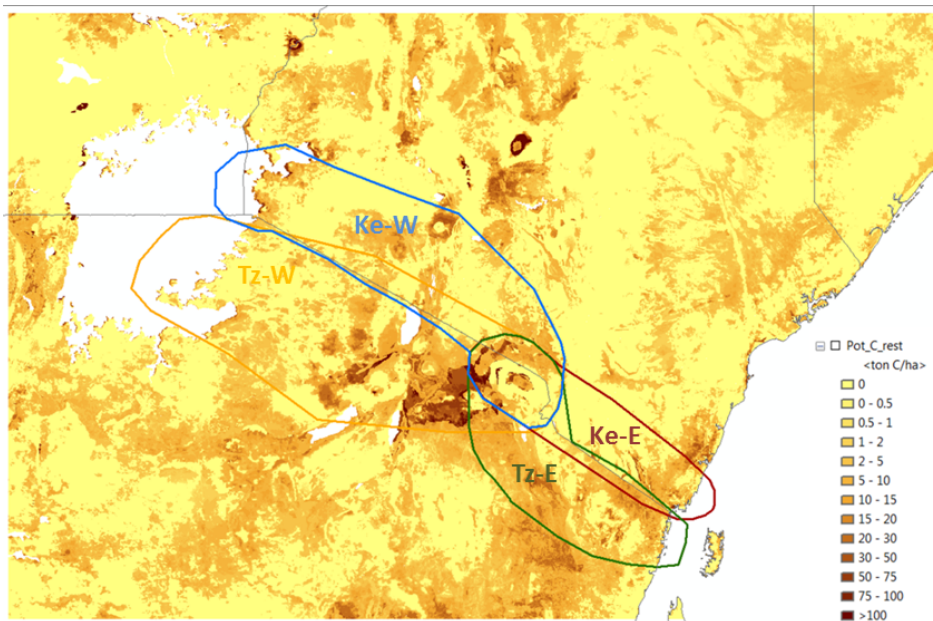 Ke-W
Tz-W
Ke-E
Tz-E
Pot_C_rest
<ton C/ha>
0
0 - 0.5
0.5 - 1
1 - 2
2 - 5
5 - 10
10 - 15
15 - 20
20 - 30
30 - 50
50 - 75
75 - 100
>100